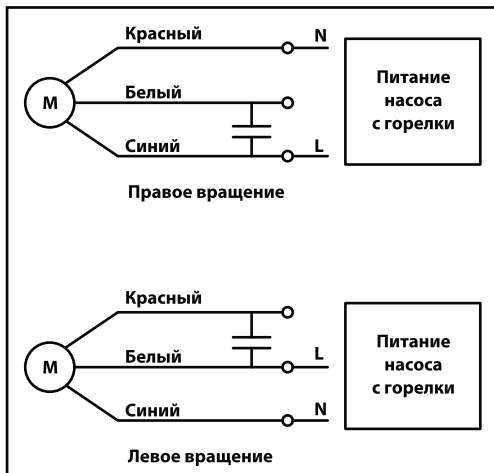 Красный
N
Белый
M
Синий
L
Питание
насоса
с горелки
Правое вращение
Красный
Белый
L
M
Синий
N
Питание
насоса
с горелки
Левое вращение